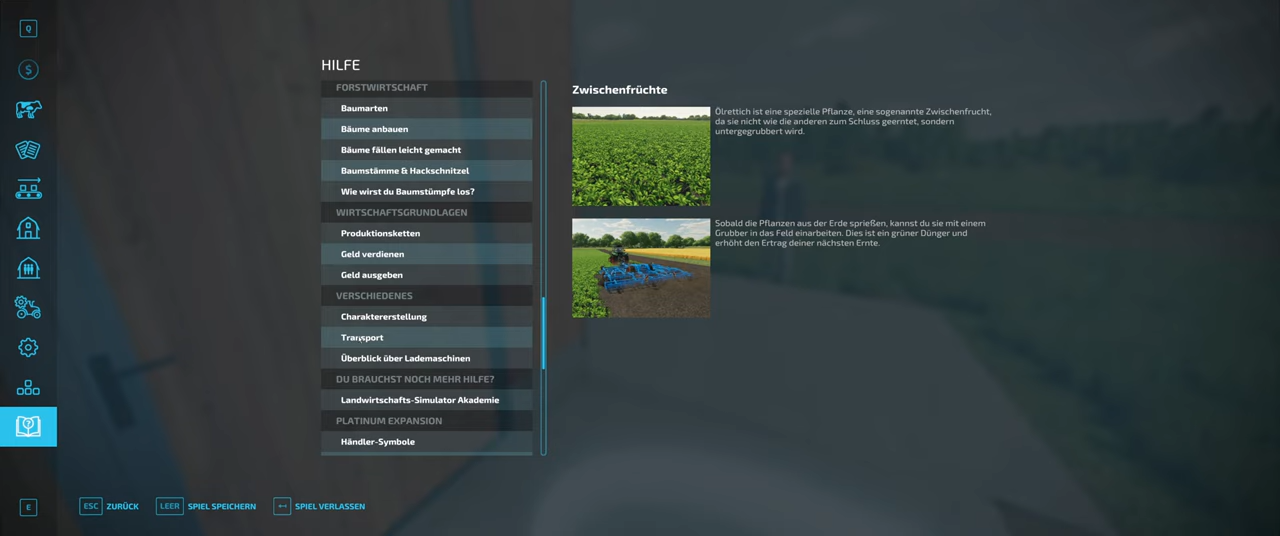 Q
$
HILFE
FORSTWIRTSCHAFT
Baumarten
Bäume anbauen
Bäume fällen leicht gemacht
Baumstämme & Hackschnitzel
Wie wirst du Baumstümpfe los?
WIRTSCHAFTSGRUNDLAGEN
Produktionsketten
Geld verdienen
Geld ausgeben
VERSCHIEDENES
Charaktererstellung
Transport
Überblick über Lademaschinen
DU BRAUCHST NOCH MEHR HILFE?
Landwirtschafts-Simulator Akademie
PLATINUM EXPANSION
Händler-Symbole
Zwischenfrüchte
Ölrettich ist eine spezielle Pflanze, eine sogenannte Zwischenfrucht,
da sie nicht wie die anderen zum Schluss geerntet, sondern
untergegrubbert wird.
Sobald die Pflanzen aus der Erde sprießen, kannst du sie mit einem
Grubber in das Feld einarbeiten. Dies ist ein grüner Dünger und
erhöht den Ertrag deiner nächsten Ernte.
?
E
ESC ZURÜCK LEER SPIEL SPEICHERN ↤ SPIEL VERLASSEN